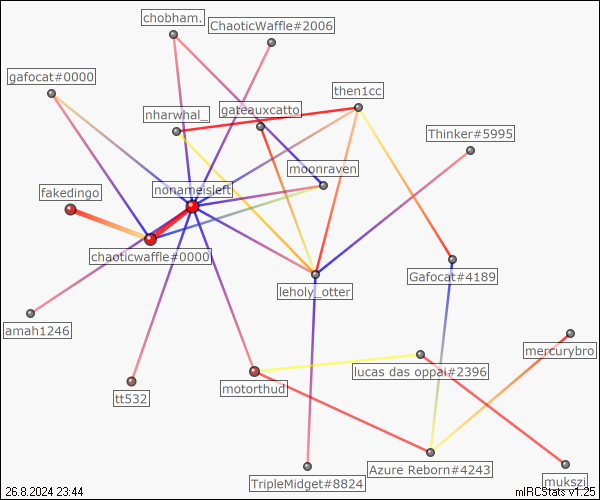 chobham.
ChaoticWaffle#2006
gafocat#0000
then1cc
nharwhal_
gateauxcatto
Thinker#5995
moonraven
fakedingo
nonameisleft
chaoticwaffle#0000
Gafocat#4189
leholy_otter
amah1246
mercurybro
lucas das oppai#2396
motorthud
tt532
Azure Reborn#4243
TripleMidget#8824
mukszi
26.8.2024 23:44
mIRCStats v1.25